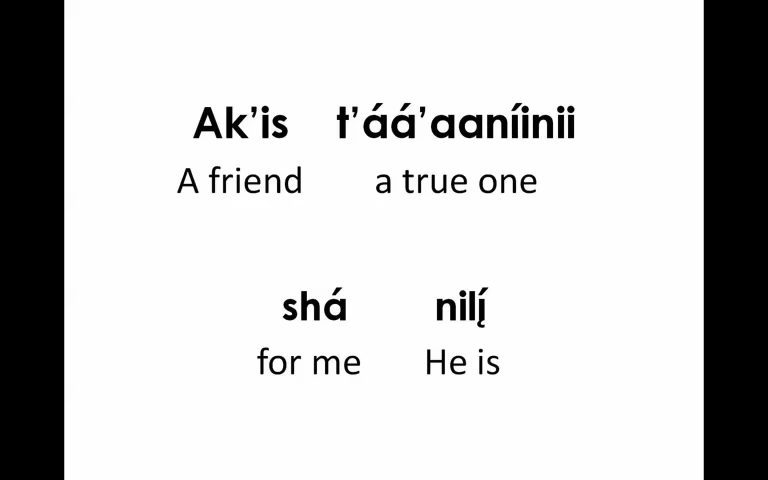 Ak’is t’áá’aaníinii
A friend a true one
shá nilį́
for me He is